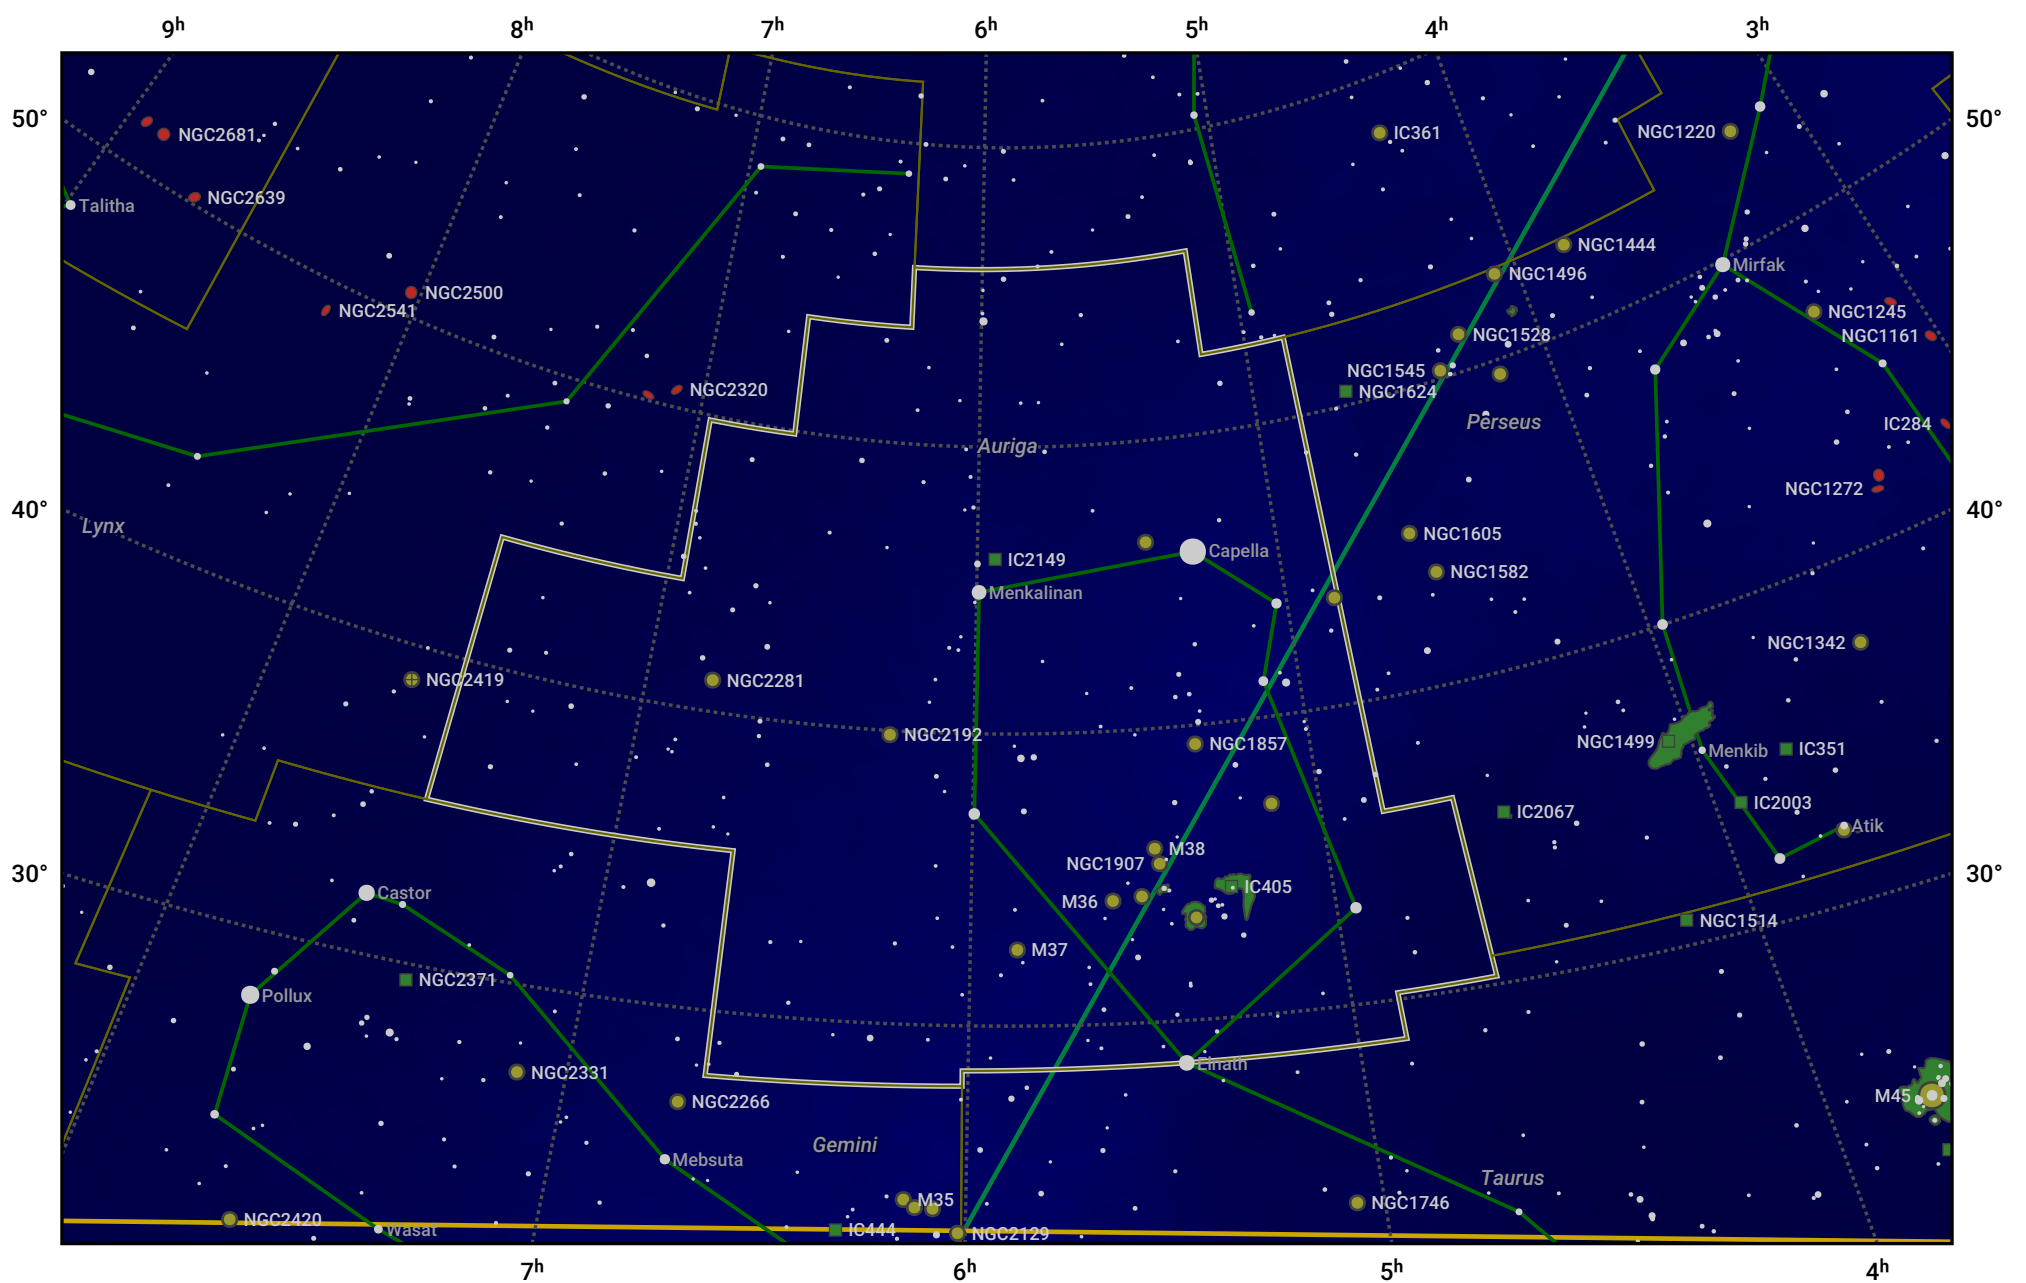 9h 8h 7h 6h 5h 4h 3h
50° 50°
IC361
NGC1220
NGC2681
NGC2639
Talitha
NGC1444
Mirfak
NGC1496
NGC2500
NGC2541
NGC1245
NGC1528
NGC1161
NGC1545
NGC2320
NGC1624
Perseus
IC284
Auriga
NGC1272
40° 40°
Lynx
NGC1605
Capella
IC2149
NGC1582
Menkalinan
NGC1342
NGC2419
NGC2281
NGC2192
NGC1857
NGC1499
Menkib
IC351
IC2003
IC2067
Atik
M38
NGC1907
30° 30°
IC405
Castor
M36
NGC1514
M37
NGC2371
Pollux
Elnath
NGC2331
M45
NGC2266
Gemini
Mebsuta
Taurus
M35
NGC1746
NGC2420
Wasat
IC444
NGC2129
7h 6h 5h 4h